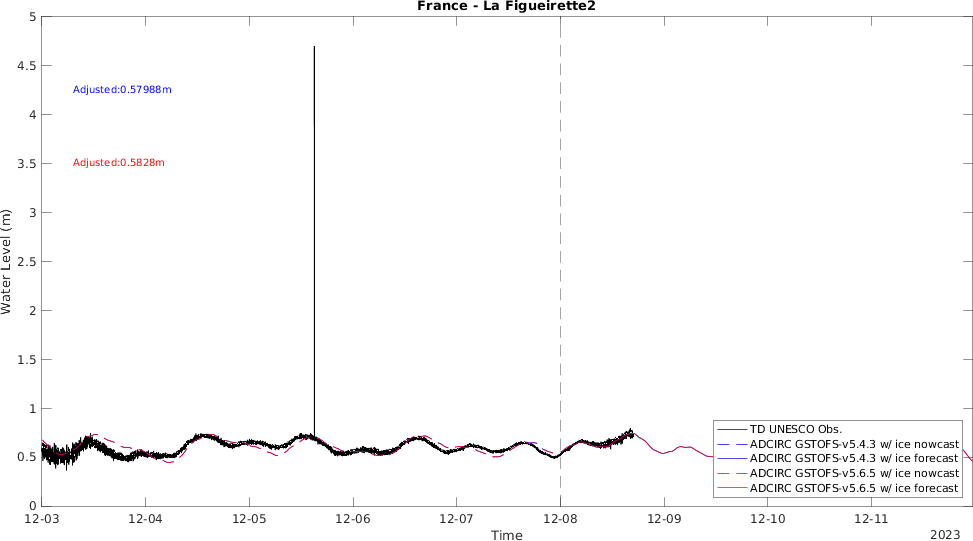 France - La Figueirette2
5
4.5
4
3.5
3
2.5
2
1.5
1
0.5
0
Water Level (m)
Adjusted:0.57988m
Adjusted:0.5828m
TD UNESCO Obs.
ADCIRC GSTOFS-v5.4.3 w/ ice nowcast
ADCIRC GSTOFS-v5.4.3 w/ ice forecast
ADCIRC GSTOFS-v5.6.5 w/ ice nowcast
ADCIRC GSTOFS-v5.6.5 w/ ice forecast
12-03 12-04 12-05 12-06 12-07 12-08 12-09 12-10 12-11
Time
2023